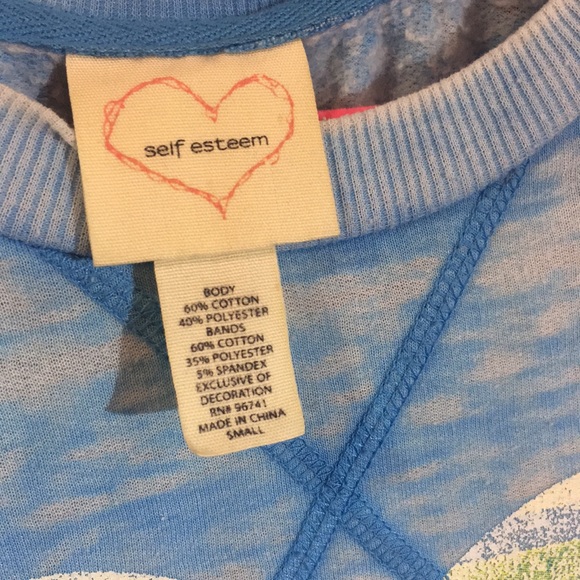 self esteem
BODY
60% COTTON
40% POLYESTER
BANDS
60% COTTON
35% POLYESTER
5% SPANDEX
EXCLUSIVE OF
DECORATION
RN# 96741
MADE IN CHINA
SMALL